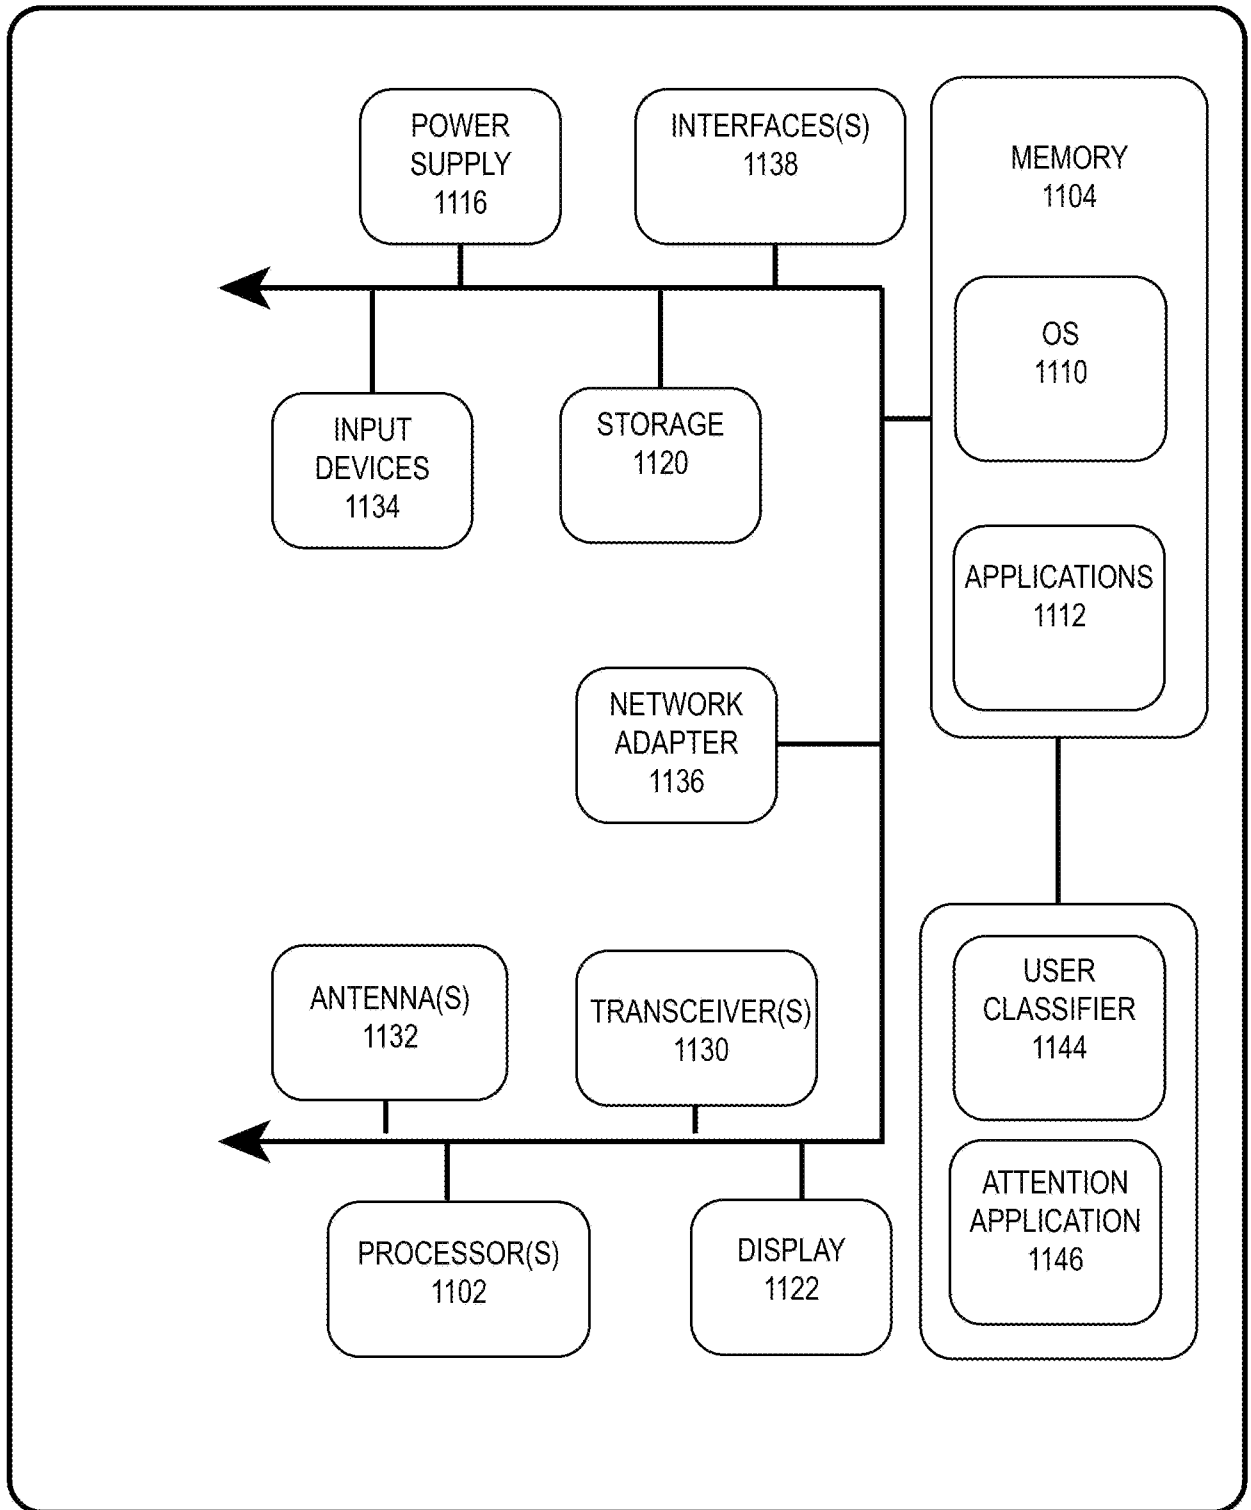 POWER
SUPPLY
1116
INTERFACES(S)
1138
MEMORY
1104
OS
1110
INPUT
DEVICES
1134
STORAGE
1120
APPLICATIONS
1112
NETWORK
ADAPTER
1136
ANTENNA(S)
1132
TRANSCEIVER(S)
1130
USER
CLASSIFIER
1144
ATTENTION
APPLICATION
1146
PROCESSOR(S)
1102
DISPLAY
1122